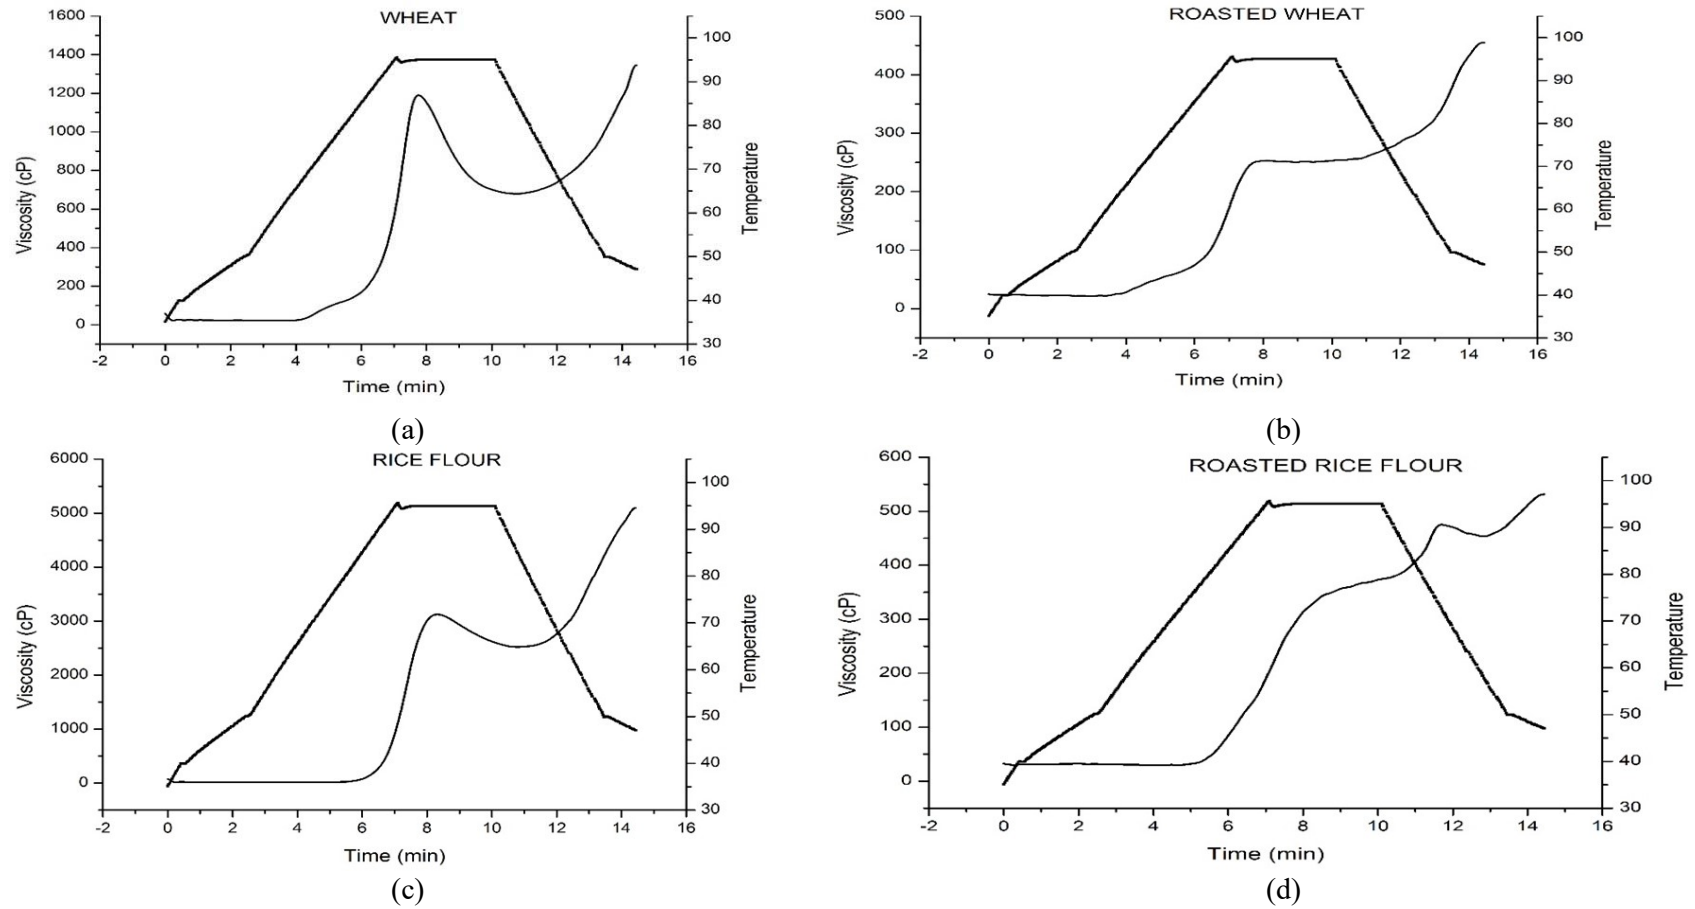 WHEAT
1600
1400
1200
1000
800
600
400
200
0
100
90
80
70
60
50
40
30
-2 0 2 4 6 8 10 12 14 16
Viscosity (cP)
Temperature
Time (min)
(a)
ROASTED WHEAT
500
400
300
200
100
0
100
90
80
70
60
50
40
30
-2 0 2 4 6 8 10 12 14 16
Viscosity (cP)
Temperature
Time (min)
(b)
RICE FLOUR
6000
5000
4000
3000
2000
1000
0
100
90
80
70
60
50
40
30
-2 0 2 4 6 8 10 12 14 16
Viscosity (cP)
Temperature
Time (min)
(c)
ROASTED RICE FLOUR
600
500
400
300
200
100
0
100
90
80
70
60
50
40
30
-2 0 2 4 6 8 10 12 14 16
Viscosity (cP)
Temperature
Time (min)
(d)